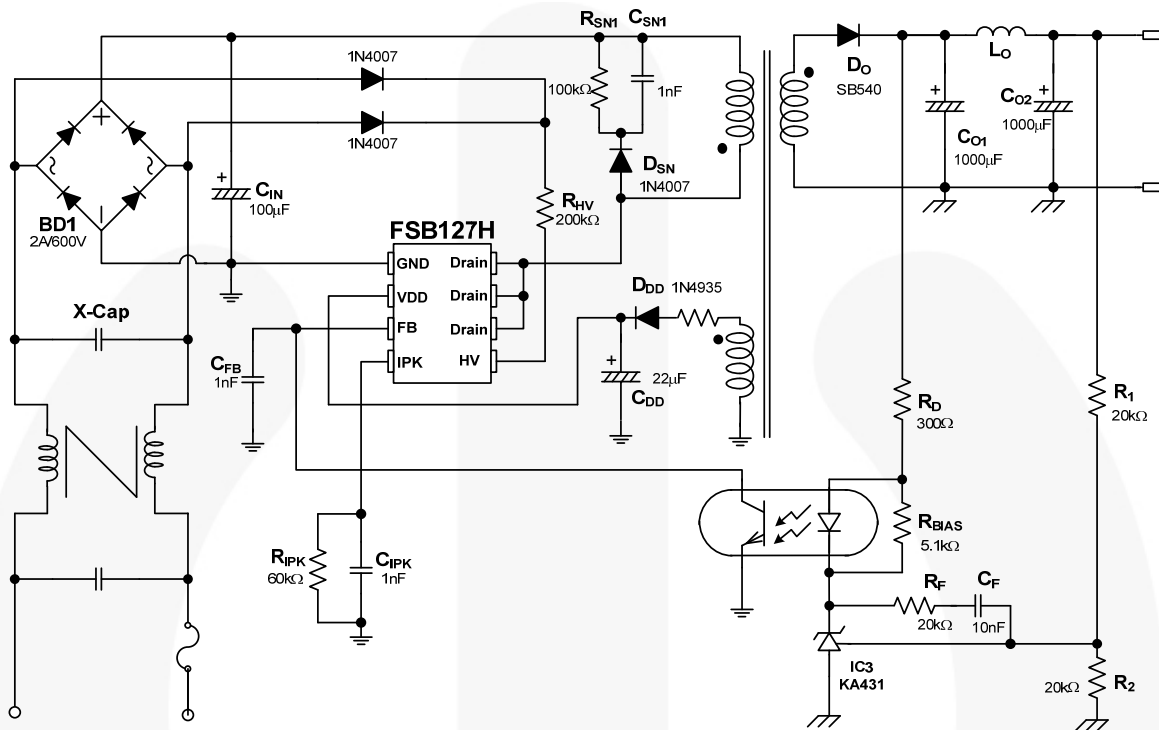 RSN1 CSN1
1N4007
100kΩ
1nF
1N4007
DSN
1N4007
DO
SB540
LO
CO1
1000µF
CO2
1000µF
BD1
2A/600V
CIN
100µF
RHV
200kΩ
FSB127H
GND
VDD
FB
IPK
Drain
Drain
Drain
HV
DDD 1N4935
22µF
CDD
X-Cap
CFB
1nF
RD
300Ω
R1
20kΩ
RBIAS
5.1kΩ
RIPK
60kΩ
CIPK
1nF
RF
20kΩ
CF
10nF
IC3
KA431
20kΩ
R2